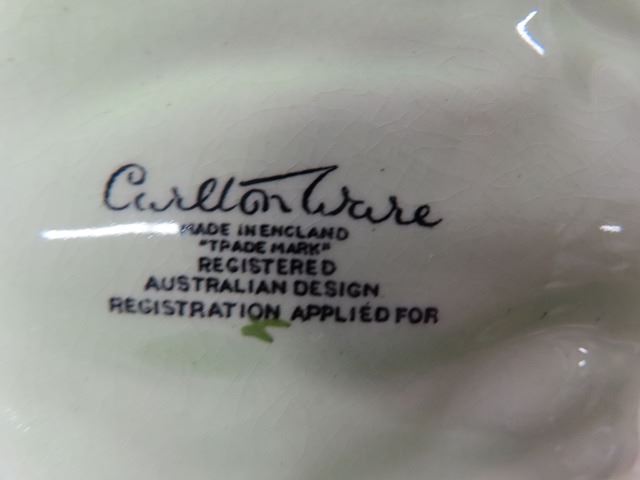 Carlton Ware
MADE IN ENGLAND
"TRADE MARK"
REGISTERED
AUSTRALIAN DESIGN
REGISTRATION APPLIED FOR